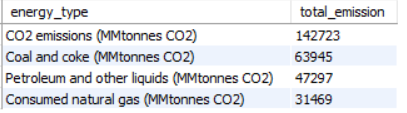 energy_type total_emission
CO2 emissions (MMtonnes CO2) 142723
Coal and coke (MMtonnes CO2) 63945
Petroleum and other liquids (MMtonnes CO2) 47297
Consumed natural gas (MMtonnes CO2) 31469